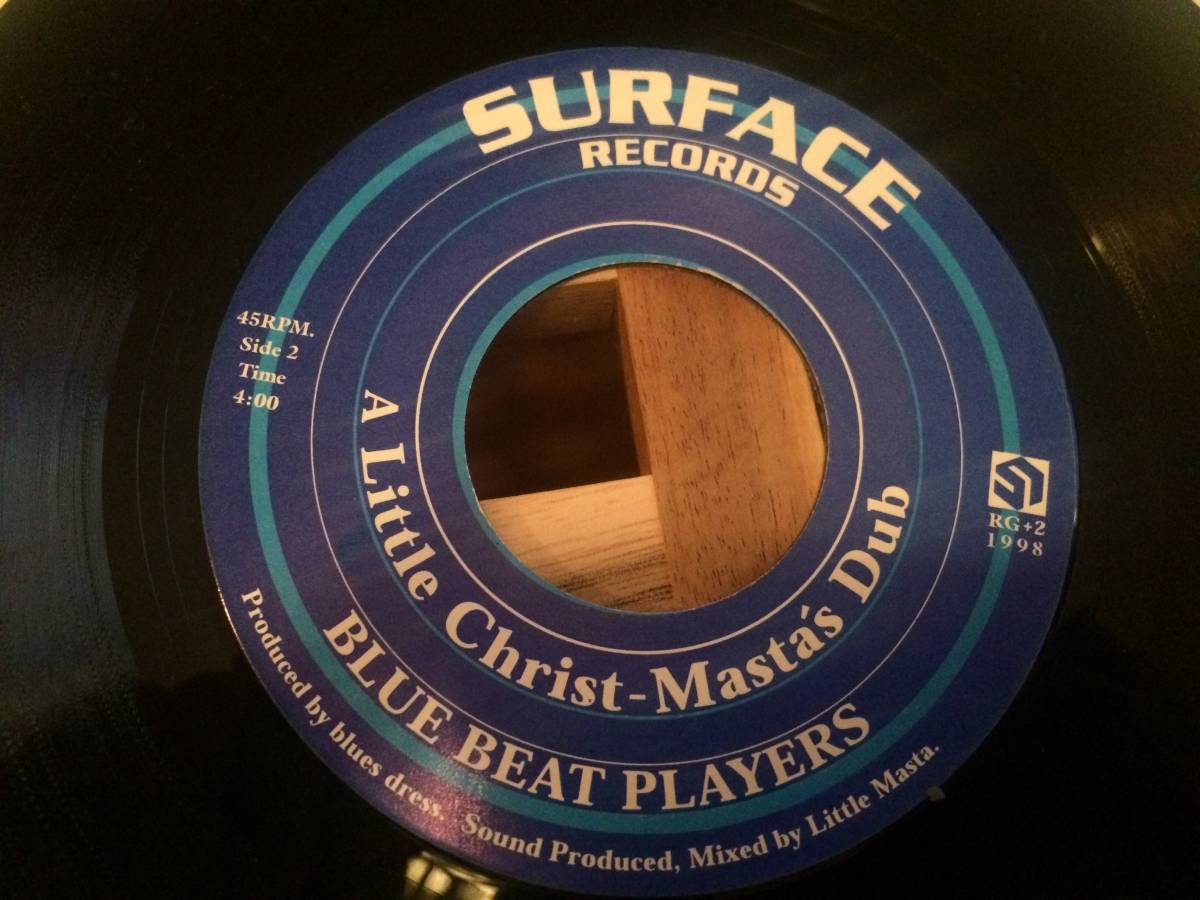 SURFACE
RECORDS
45RPM.
Side 2
Time
4:00
RG+2
1998
A Little Christ-Masta's Dub
BLUE BEAT PLAYERS
Produced by blues dress. Sound Produced, Mixed by Little Masta.